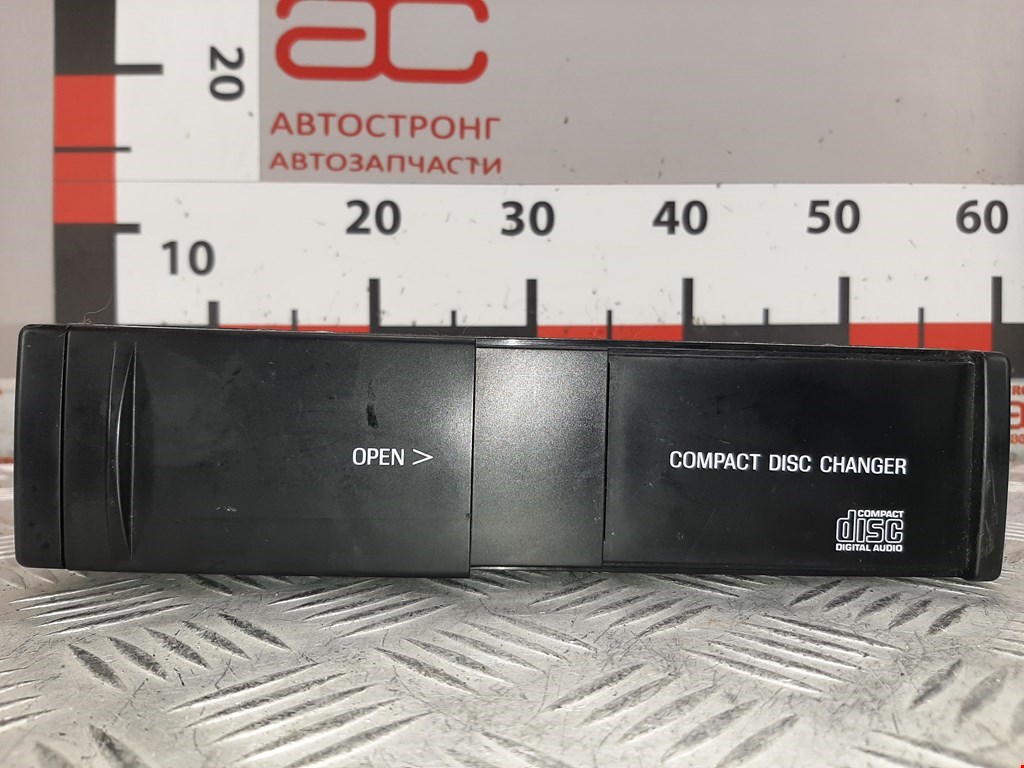 ac
20
АВТОСТРОНГ
АВТОЗАПЧАСТИ
10 20 30 40 50 60
OPEN >
COMPACT DISC CHANGER
COMPACT
disc
DIGITAL AUDIO